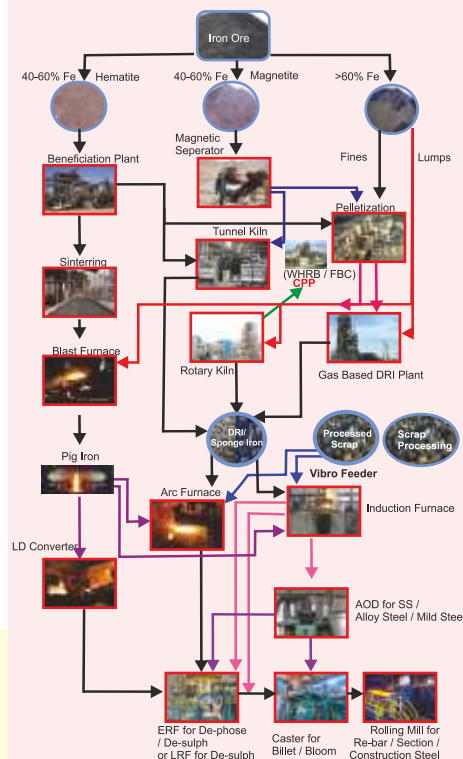 Iron Ore
40-60% Fe Hematite
40-60% Fe Magnetite
>60% Fe
Magnetic
Seperator
Fines
Lumps
Beneficiation Plant
Pelletization
Tunnel Kiln
(WHRB / FBC)
CPP
Sinterring
Blast Furnace
Rotary Kiln
Gas Based DRI Plant
DRI/
Sponge Iron
Processed
Scrap
Scrap
Processing
Vibro Feeder
Pig Iron
Arc Furnace
Induction Furnace
LD Converter
AOD for SS /
Alloy Steel / Mild Stee
ERF for De-phose
/ De-sulph
or LRF for De-sulph
Caster for
Billet / Bloom
Rolling Mill for
Re-bar / Section /
Construction Steel